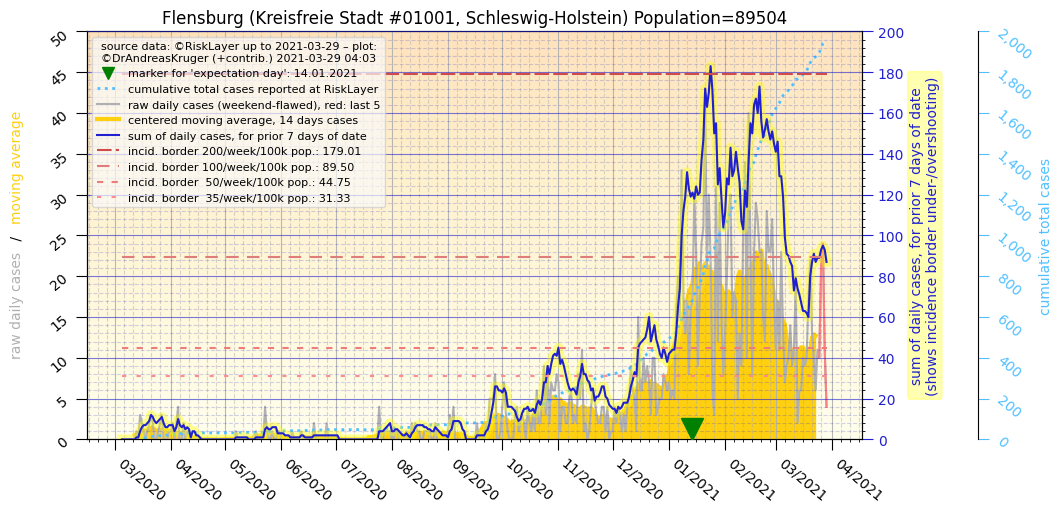 Flensburg (Kreisfreie Stadt #01001, Schleswig-Holstein) Population=89504
source data: ©RiskLayer up to 2021-03-29 – plot:
©DrAndreasKruger (+contrib.) 2021-03-29 04:03
marker for 'expectation day': 14.01.2021
cumulative total cases reported at RiskLayer
raw daily cases (weekend-flawed), red: last 5
centered moving average, 14 days cases
sum of daily cases, for prior 7 days of date
incid. border 200/week/100k pop.: 179.01
incid. border 100/week/100k pop.: 89.50
incid. border  50/week/100k pop.: 44.75
incid. border  35/week/100k pop.: 31.33
raw daily cases / moving average
50
45
40
35
30
25
20
15
10
5
0
03/2020
04/2020
05/2020
06/2020
07/2020
08/2020
09/2020
10/2020
11/2020
12/2020
01/2021
02/2021
03/2021
04/2021
200
180
160
140
120
100
80
60
40
20
0
sum of daily cases, for prior 7 days of date
(shows incidence border under-/overshooting)
2,000
1,800
1,600
1,400
1,200
1,000
800
600
400
200
0
cumulative total cases